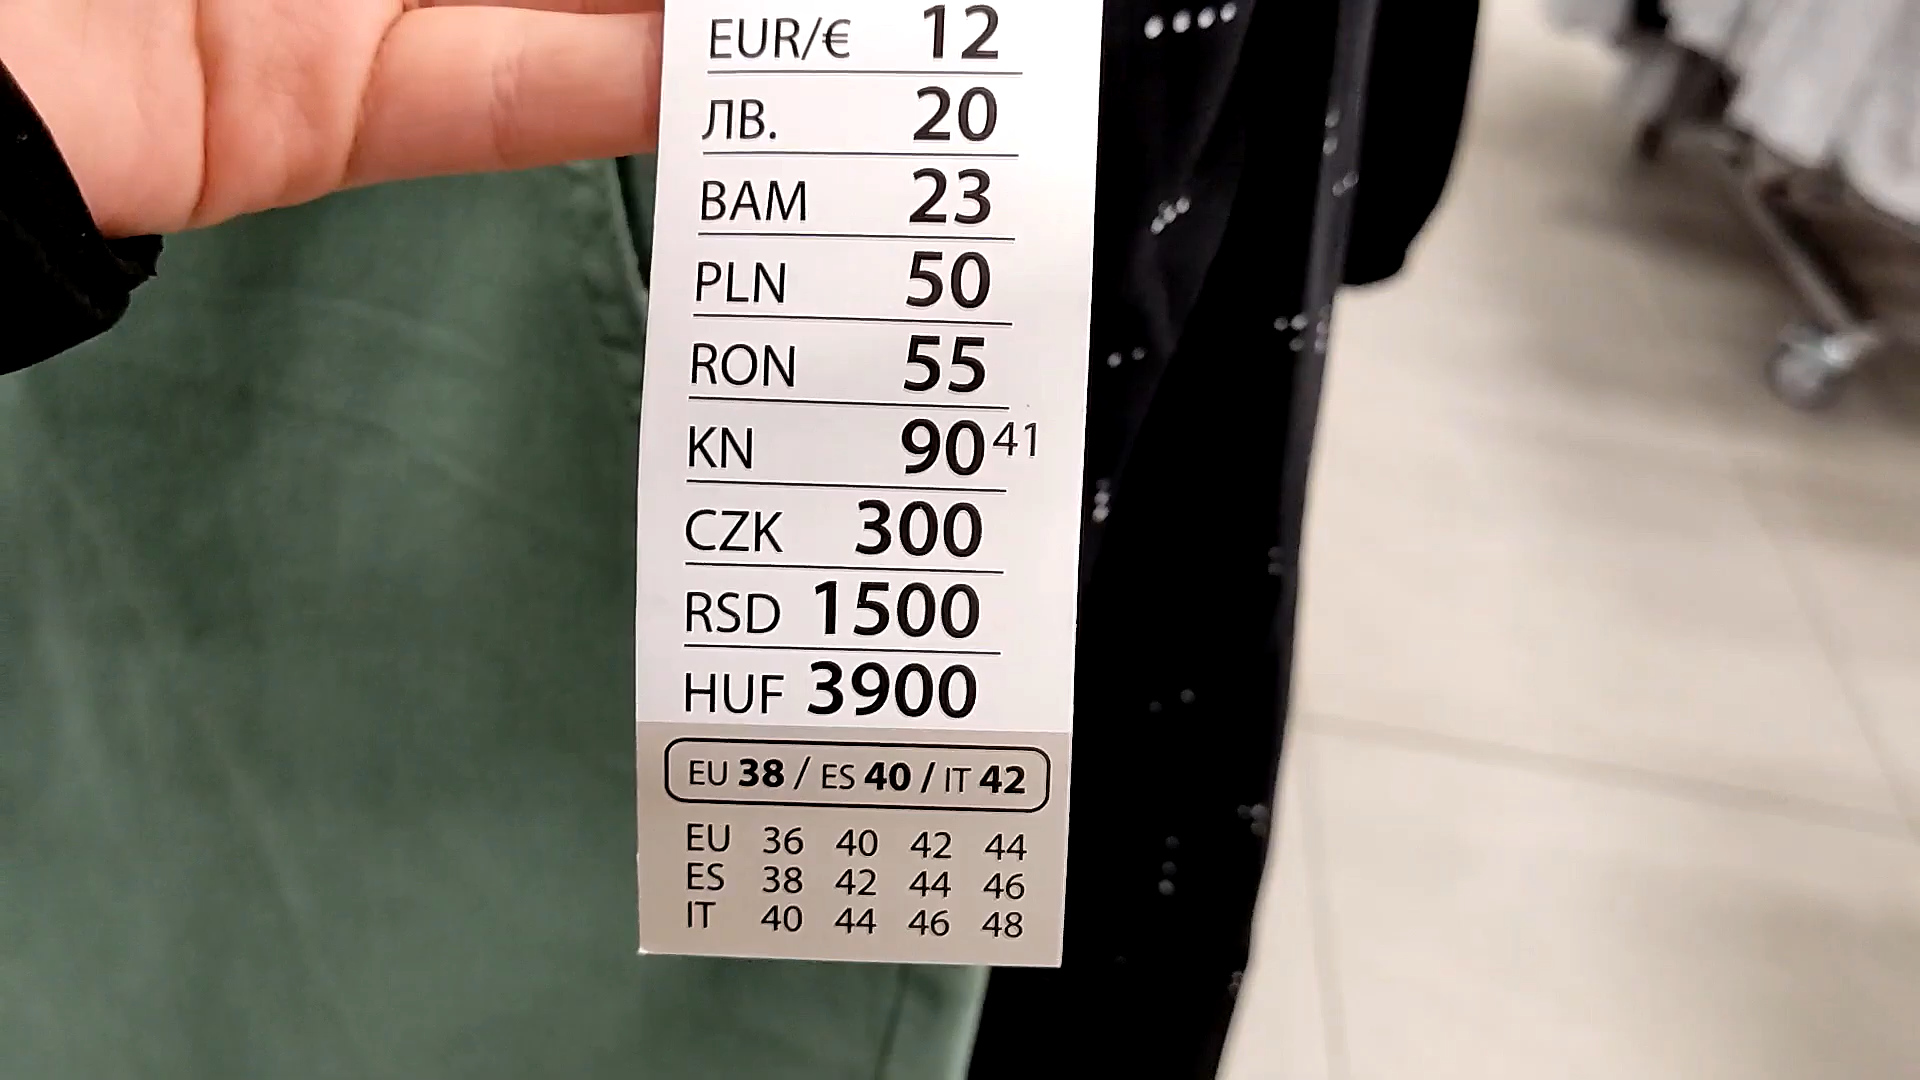 EUR/€ 12
ЛВ. 20
BAM 23
PLN 50
RON 55
KN 90 41
CZK 300
RSD 1500
HUF 3900
EU 38 / ES 40 / IT 42
EU 36 40 42 44
ES 38 42 44 46
IT 40 44 46 48